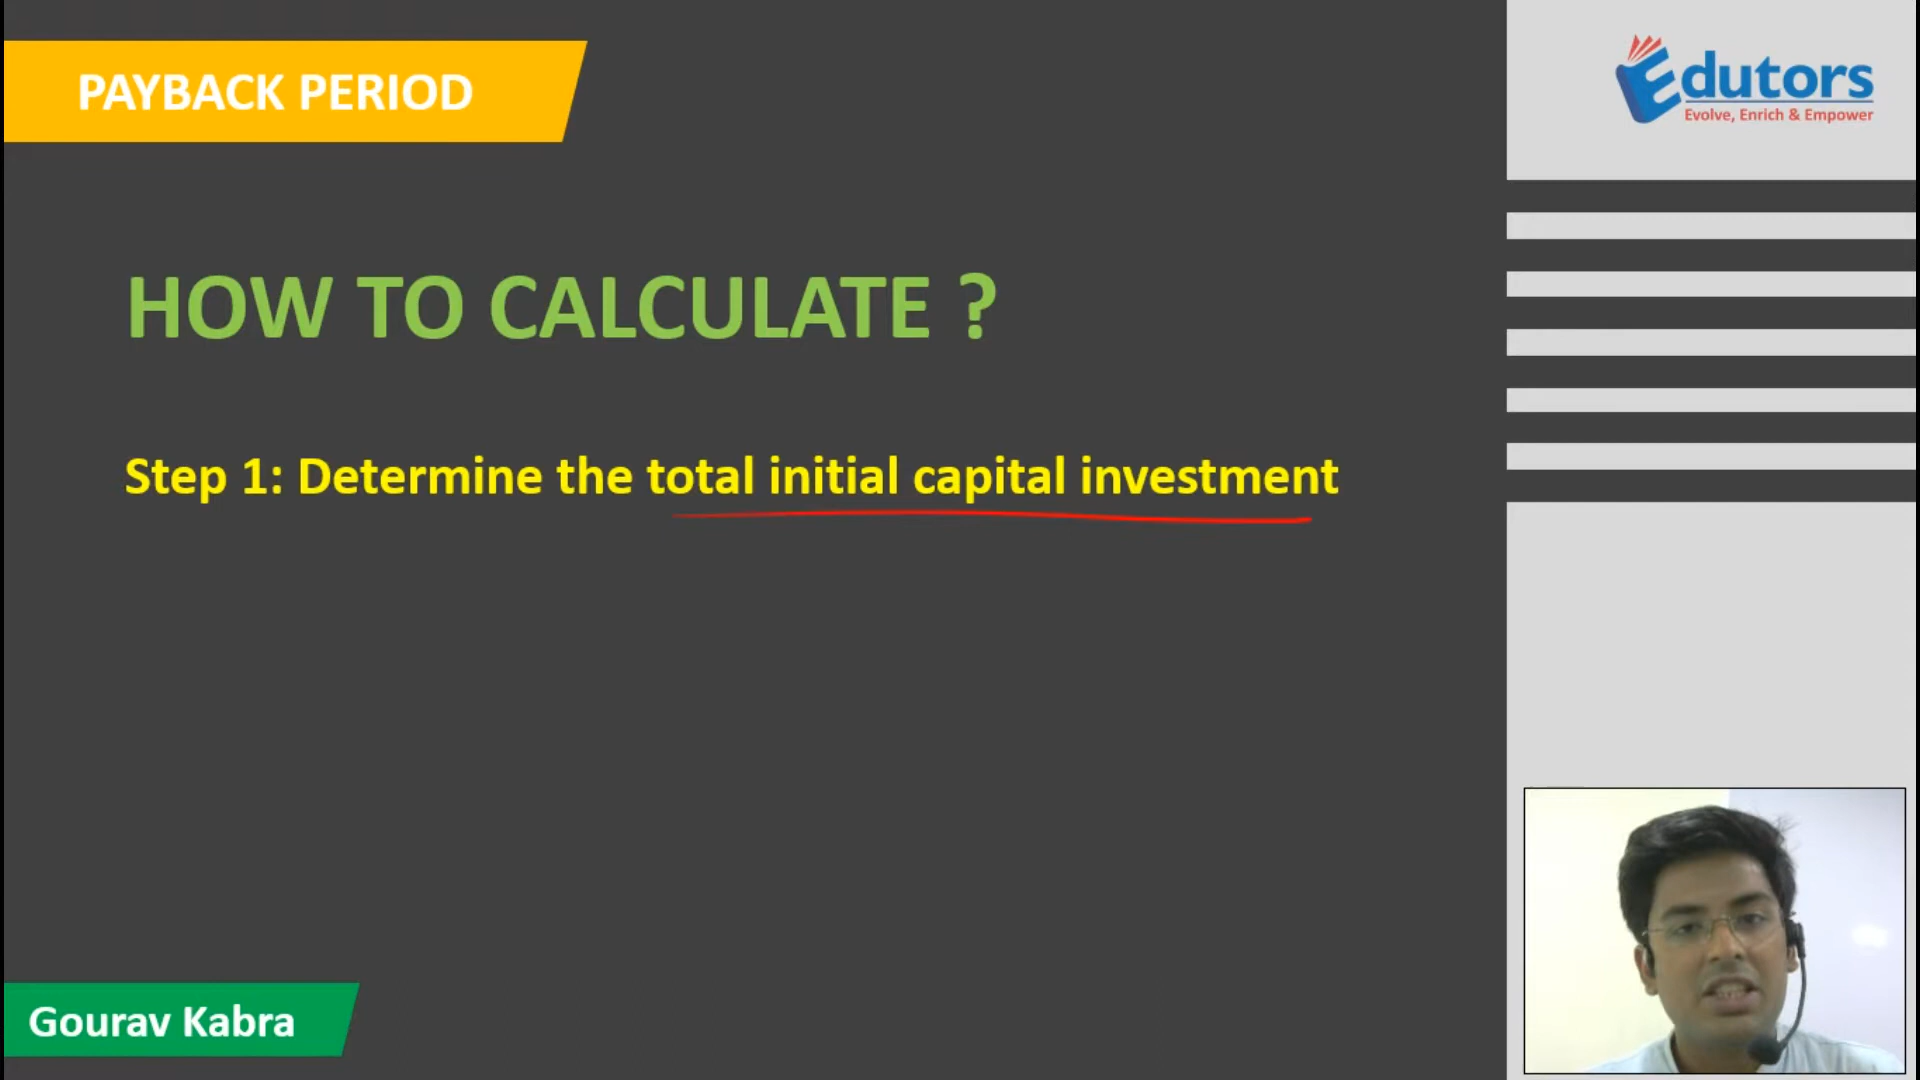 PAYBACK PERIOD
Edutors
Evolve, Enrich & Empower
HOW TO CALCULATE ?
Step 1: Determine the total initial capital investment
Gourav Kabra